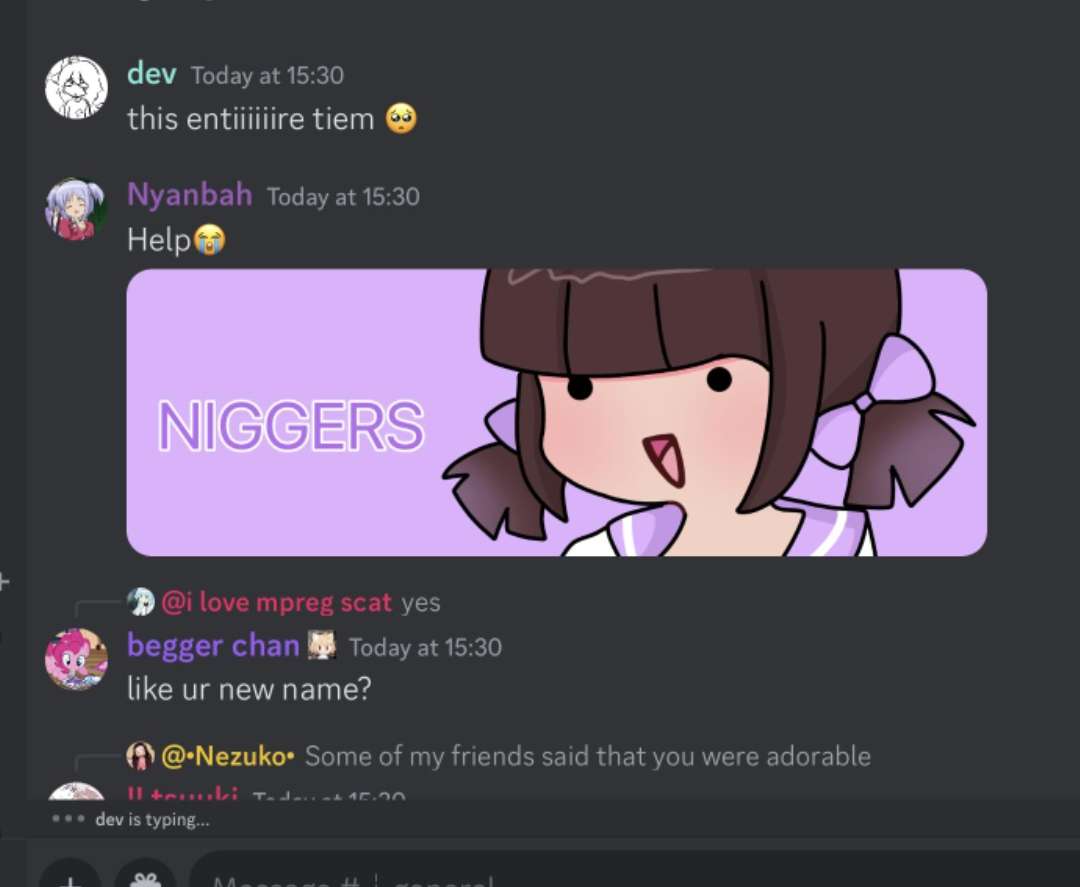 dev Today at 15:30
this entiiiiiire tiem 🥺
Nyanbah Today at 15:30
Help😭
NIGGERS
@i love mpreg scat yes
begger chan Today at 15:30
like ur new name?
@•Nezuko• Some of my friends said that you were adorable
Today at 15:30
dev is typing...
Message # general